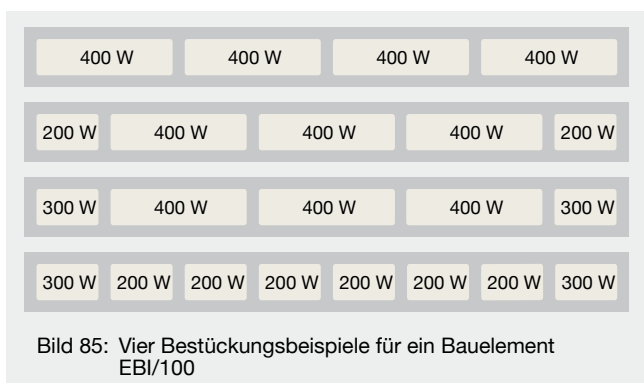 400 W 400 W 400 W 400 W
200 W 400 W 400 W 400 W 200 W
300 W 400 W 400 W 400 W 300 W
300 W 200 W 200 W 200 W 200 W 200 W 200 W 300 W
Bild 85: Vier Bestückungsbeispiele für ein Bauelement
EBI/100